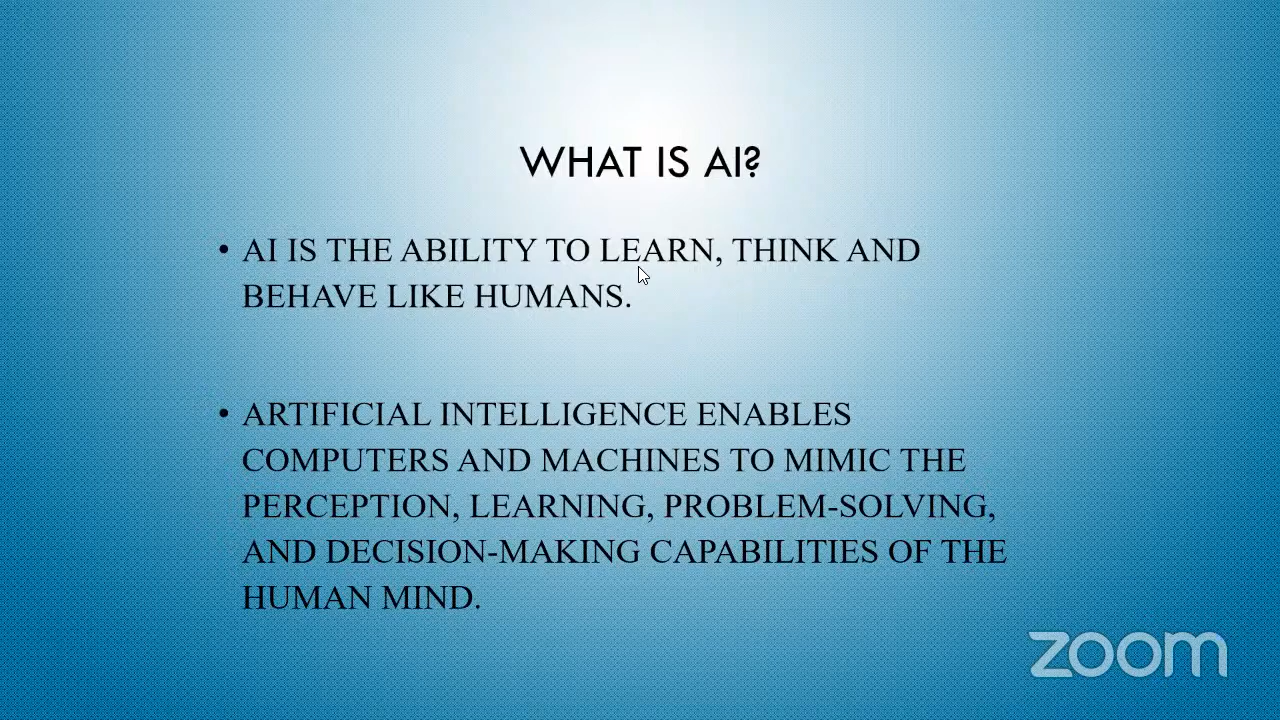 WHAT IS AI?
• AI IS THE ABILITY TO LEARN, THINK AND
BEHAVE LIKE HUMANS.
• ARTIFICIAL INTELLIGENCE ENABLES
COMPUTERS AND MACHINES TO MIMIC THE
PERCEPTION, LEARNING, PROBLEM-SOLVING,
AND DECISION-MAKING CAPABILITIES OF THE
HUMAN MIND.
zoom